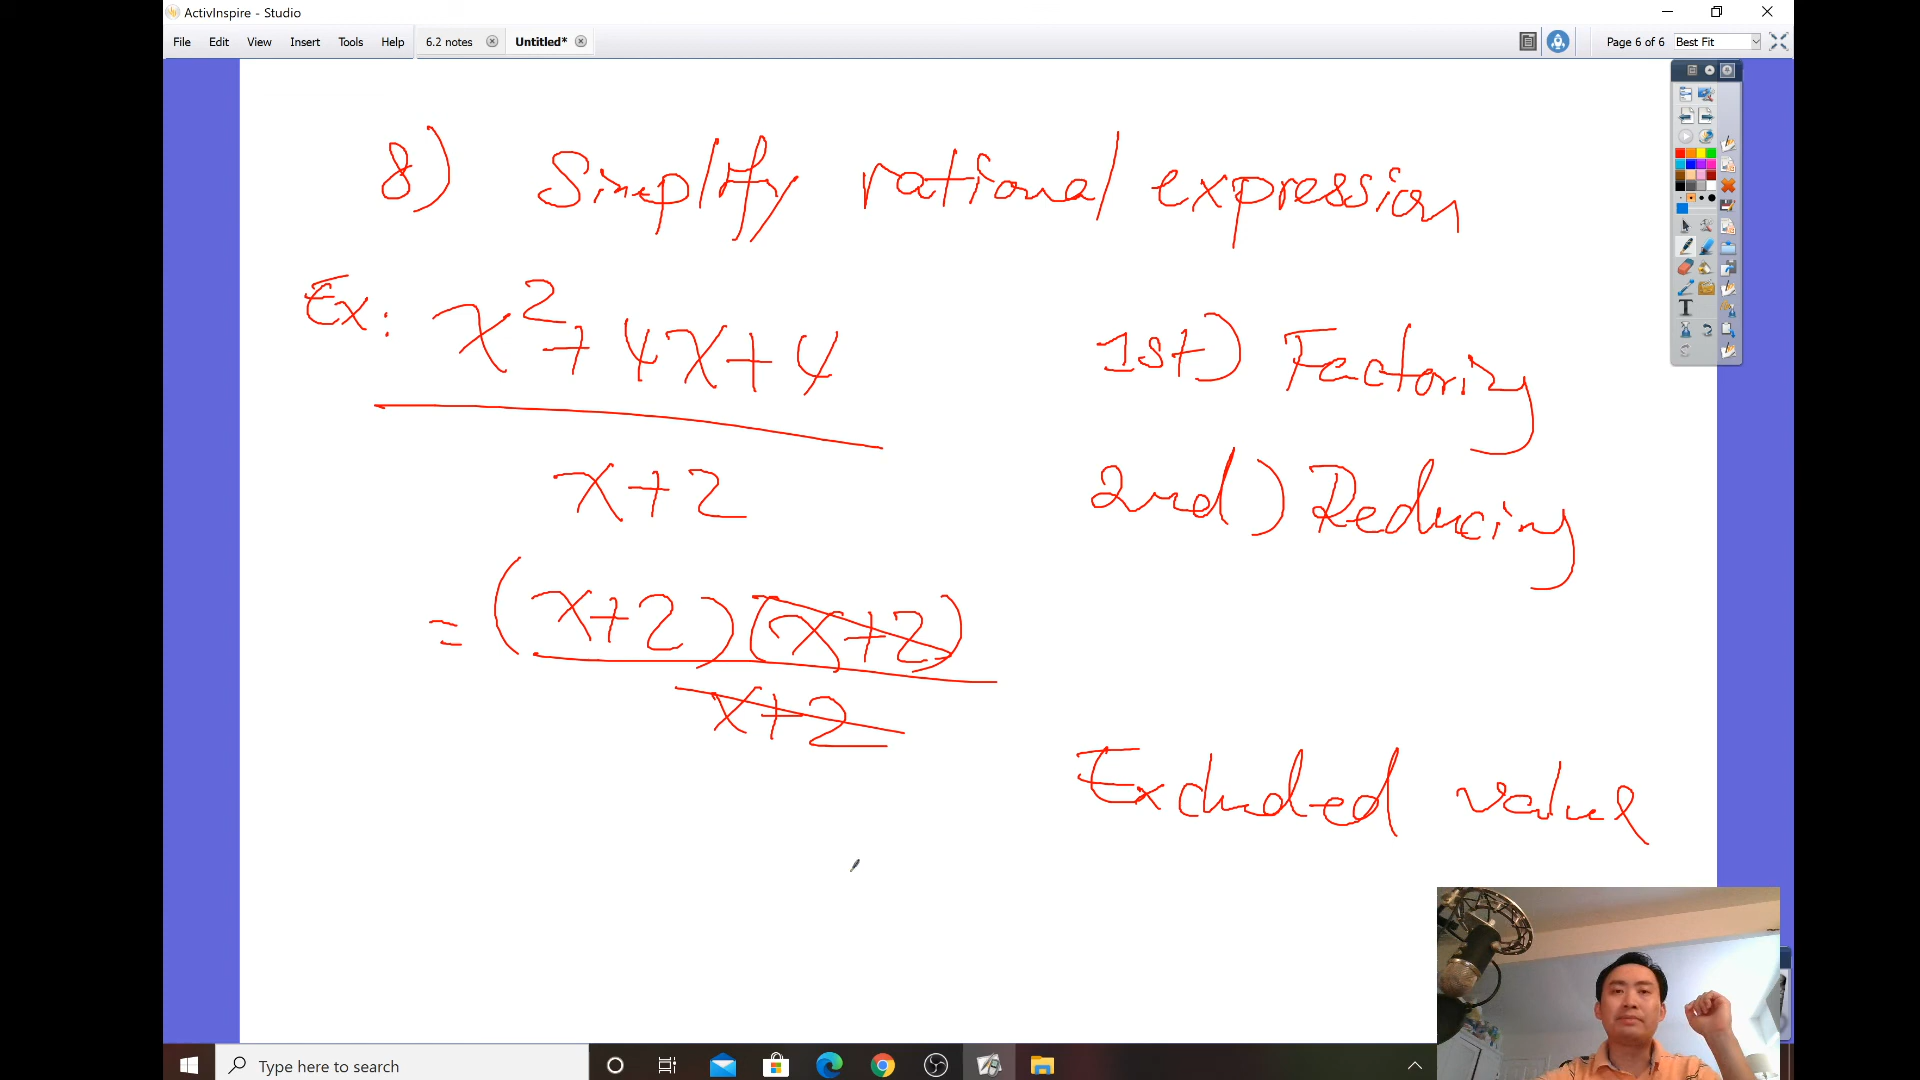 ActivInspire - Studio
File Edit View Insert Tools Help 6.2 notes Untitled* Page 6 of 6 Best Fit
8) Simplify rational expression
Ex: x² + 4x + 4
x + 2
1st) Factoring
2nd) Reducing
= (x+2)(x+2)
x+2
Excluded value
T
Type here to search